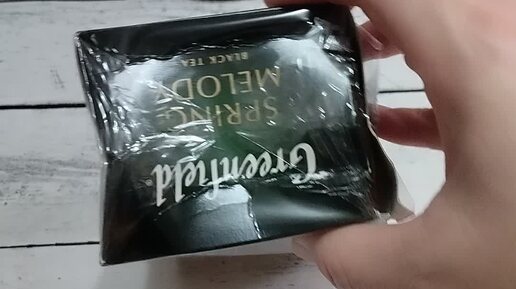 Greenfield®
SPRING
MELODY
BLACK TEA